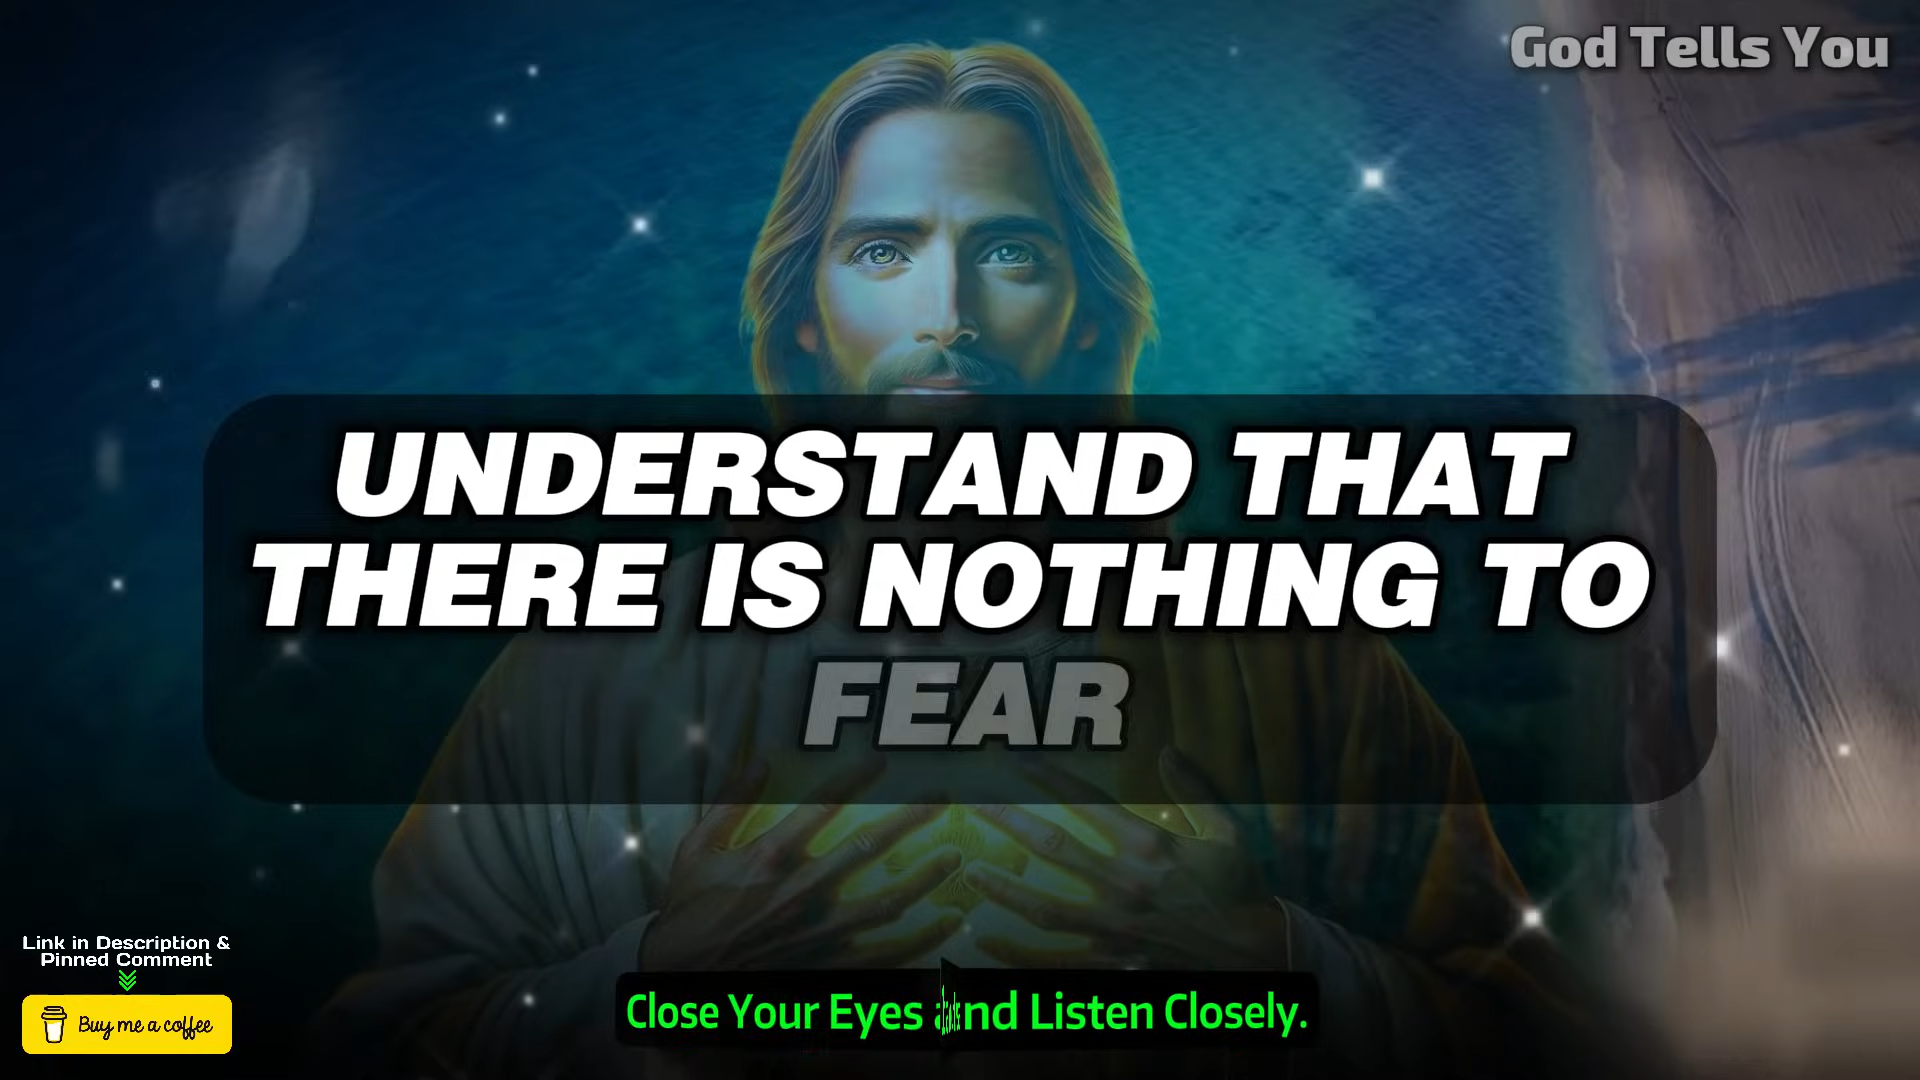 God Tells You
UNDERSTAND THAT
THERE IS NOTHING TO
FEAR
Link in Description &
Pinned Comment
Buy me a coffee
Close Your Eyes and Listen Closely.